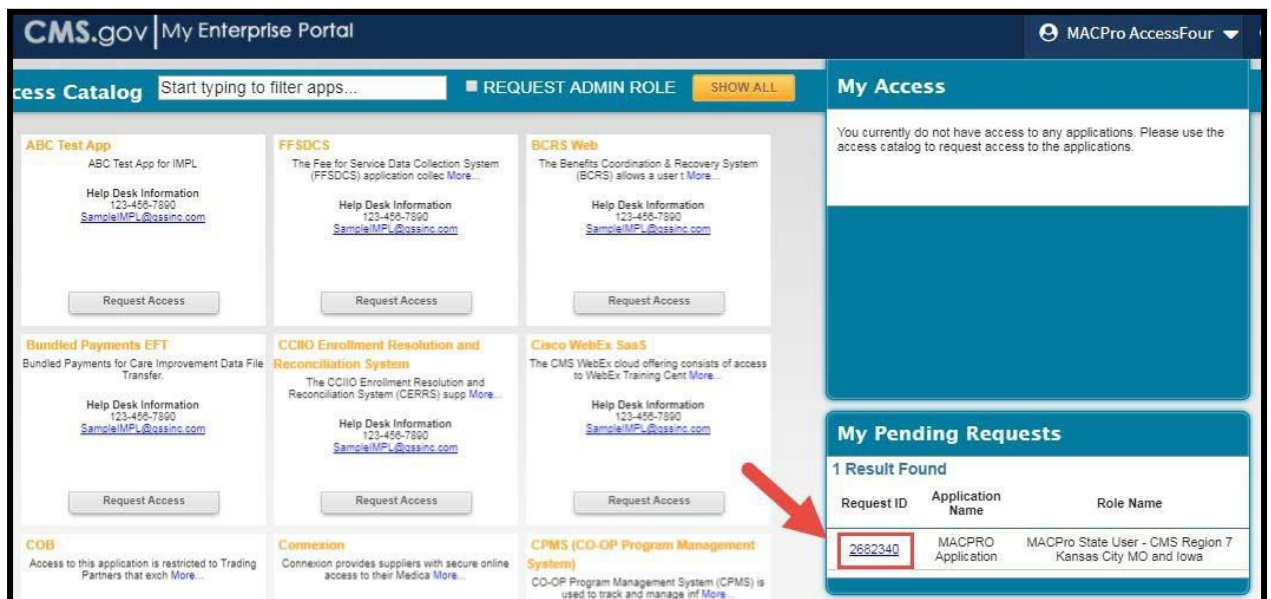 CMS.gov My Enterprise Portal
MACPro AccessFour
cess Catalog
Start typing to filter apps...
REQUEST ADMIN ROLE
SHOW ALL
ABC Test App
ABC Test App for IMPL
Help Desk Information
123-456-7890
SampleIMPL@qssinc.com
Request Access
FFSDCS
The Fee for Service Data Collection System
(FFSDCS) application collec More...
Help Desk Information
123-456-7890
SampleIMPL@qssinc.com
Request Access
BCRS Web
The Benefits Coordination & Recovery System
(BCRS) allows a user t More...
Help Desk Information
123-456-7890
SampleIMPL@qssinc.com
Request Access
Bundled Payments EFT
Bundled Payments for Care Improvement Data File
Transfer.
Help Desk Information
123-456-7890
SampleIMPL@qssinc.com
Request Access
CCIIO Enrollment Resolution and
Reconciliation System
The CCIIO Enrollment Resolution and
Reconciliation System (CERRS) supp More...
Help Desk Information
123-456-7890
SampleIMPL@qssinc.com
Request Access
Cisco WebEx SaaS
The CMS WebEx cloud offering consists of access
to WebEx Training Cent More...
Help Desk Information
123-456-7890
SampleIMPL@qssinc.com
Request Access
COB
Access to this application is restricted to Trading
Partners that exch More...
Connexion
Connexion provides suppliers with secure online
access to their Medica More...
CPMS (CO-OP Program Management
System)
CO-OP Program Management System (CPMS) is
used to track and manage inf More...
My Access
You currently do not have access to any applications. Please use the
access catalog to request access to the applications.
My Pending Requests
1 Result Found
Request ID
Application
Name
Role Name
2682340
MACPRO
Application
MACPro State User - CMS Region 7
Kansas City MO and Iowa